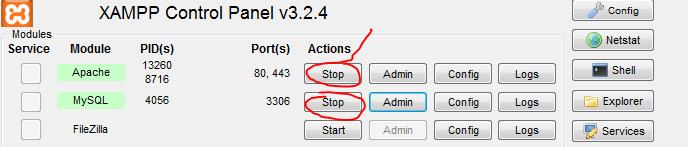 XAMPP Control Panel v3.2.4
Config
Modules
Service Module PID(s) Port(s) Actions
Netstat
Apache 13260 8716 80, 443 Stop Admin Config Logs
Shell
MySQL 4056 3306 Stop Admin Config Logs
Explorer
FileZilla Start Admin Config Logs
Services